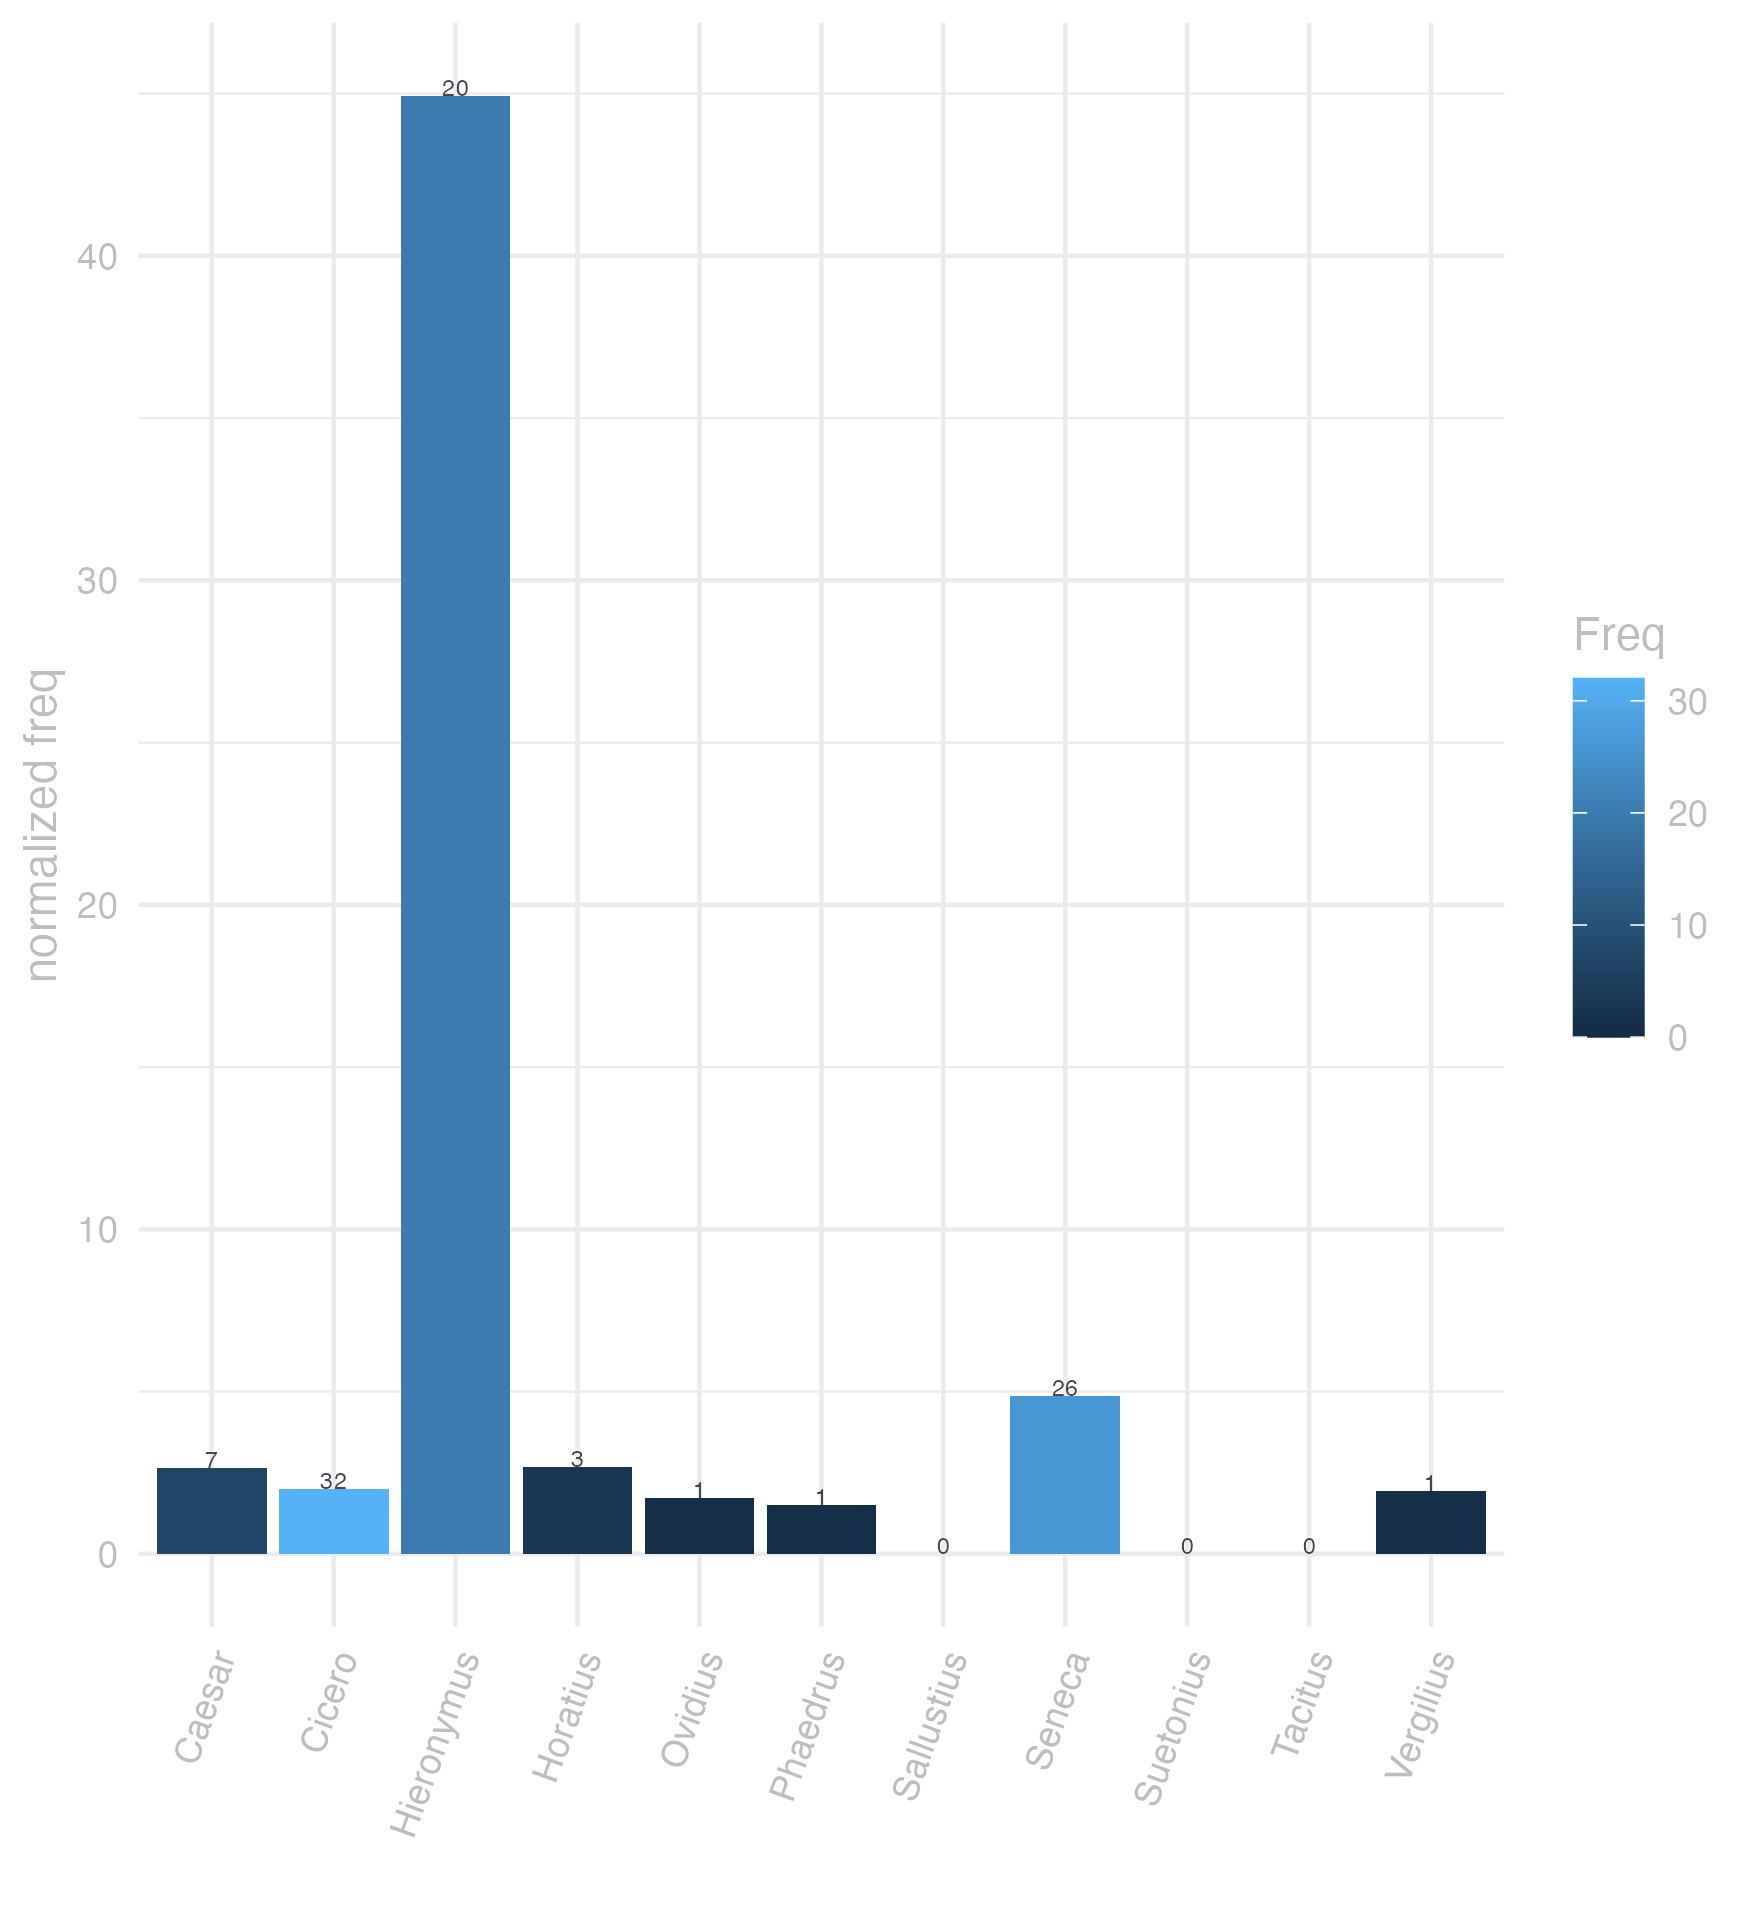 20
40
30
20
10
0
normalized freq
7
32
3
1
1
0
26
0
0
1
Caesar
Cicero
Hieronymus
Horatius
Ovidius
Phaedrus
Sallustius
Seneca
Suetonius
Tacitus
Vergilius
Freq
30
20
10
0